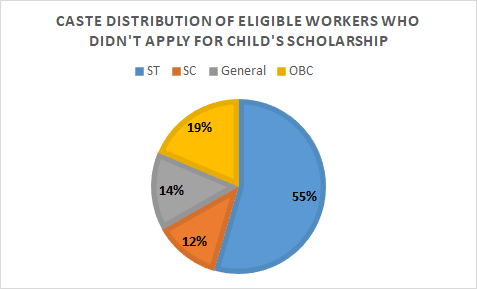 CASTE DISTRIBUTION OF ELIGIBLE WORKERS WHO
DIDN'T APPLY FOR CHILD'S SCHOLARSHIP
ST SC General OBC
19%
55%
14%
12%